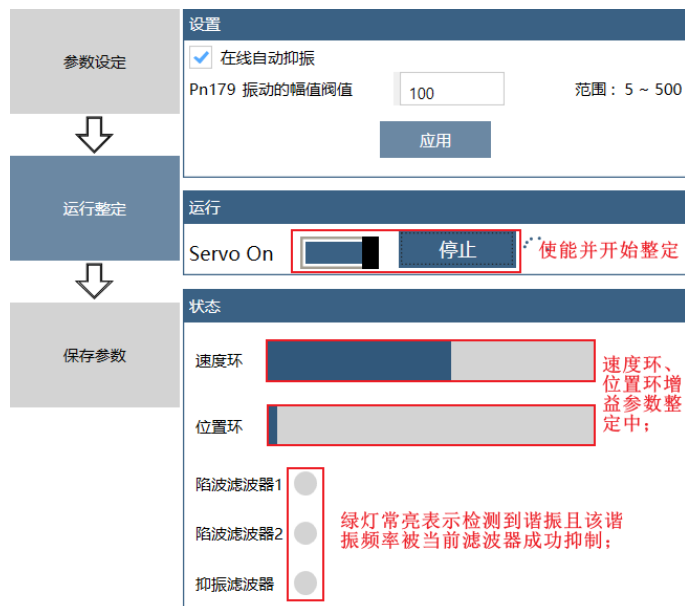 参数设定
运行整定
保存参数
设置
在线自动抑振
Pn179 振动的幅值阀值
100
范围：5 ~ 500
应用
运行
Servo On
停止
使能并开始整定
状态
速度环
位置环
速度环、
位置环增
益参数整
定中；
陷波滤波器1
陷波滤波器2
抑振滤波器
绿灯常亮表示检测到谐振且该谐
振频率被当前滤波器成功抑制；